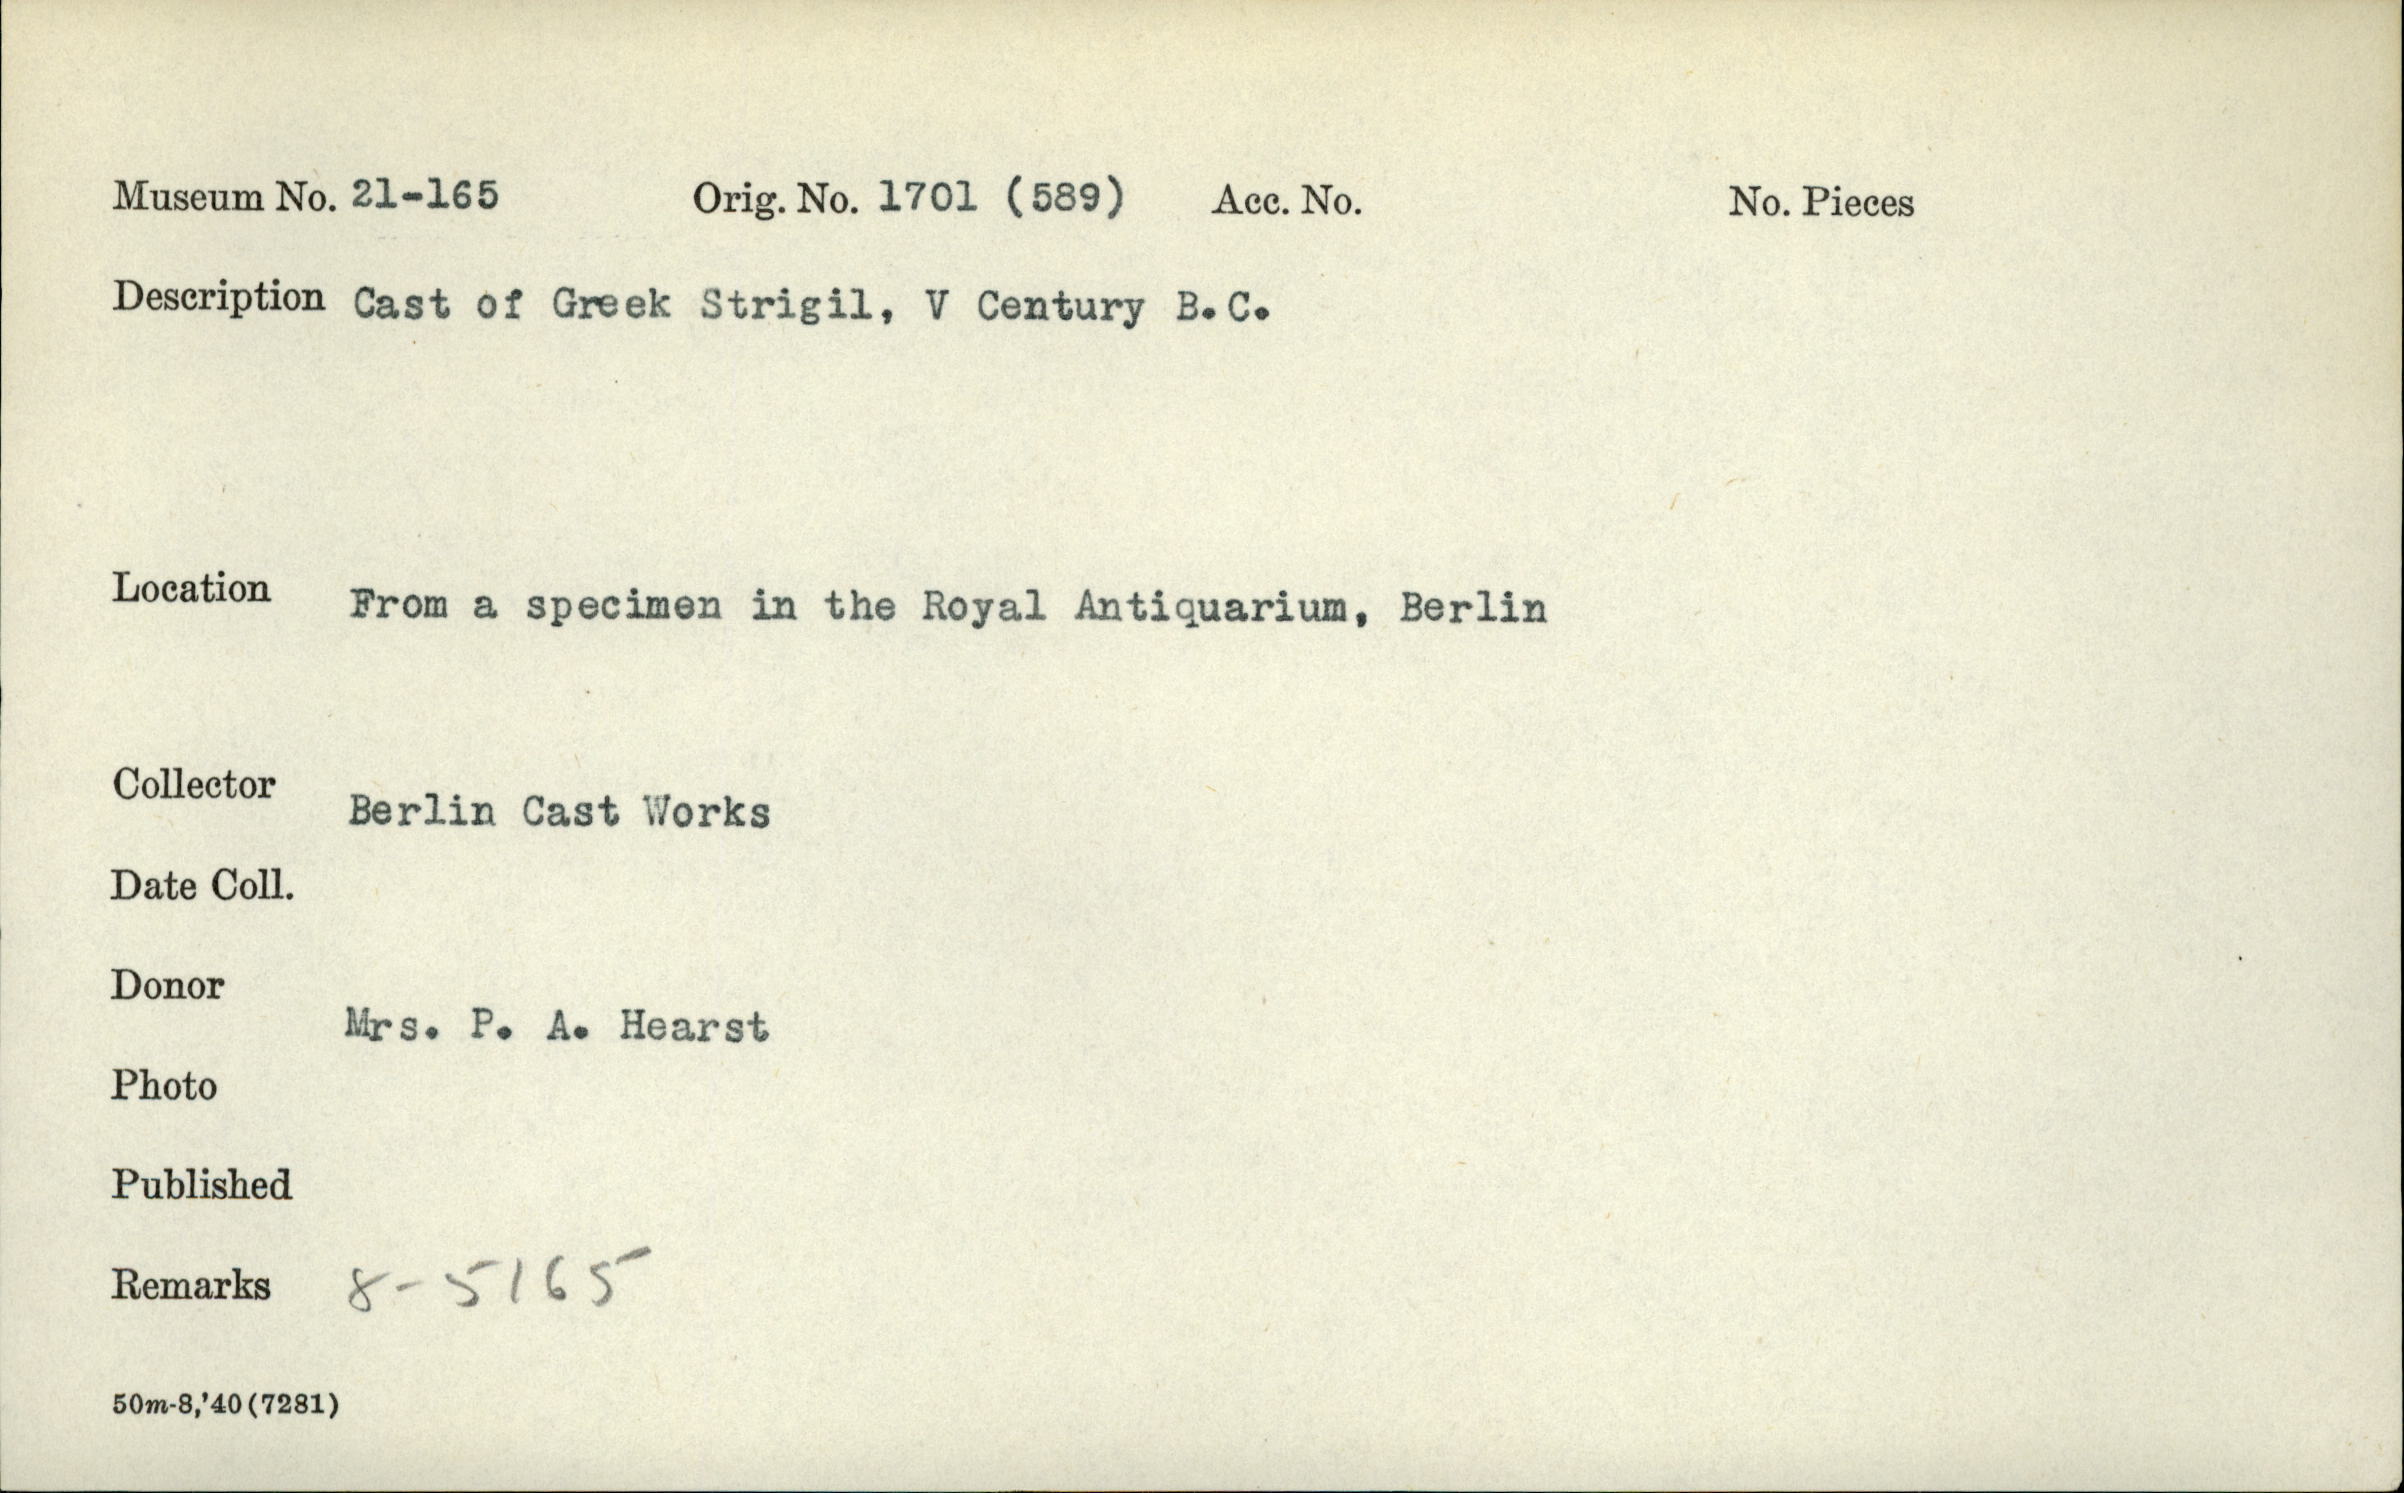 Museum No. 21-165 Orig. No. 1701 (589) Acc. No. No. Pieces
Description Cast of Greek Strigil, V Century B.C.
Location From a specimen in the Royal Antiquarium, Berlin
Collector Berlin Cast Works
Date Coll.
Donor Mrs. P. A. Hearst
Photo
Published
Remarks 8-5165
50m-8,'40(7281)